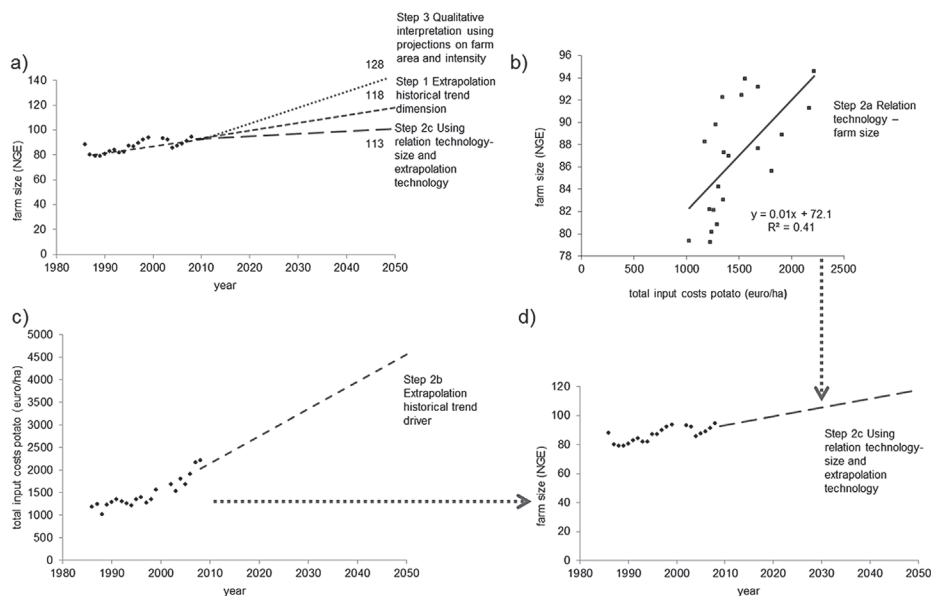 a)
Step 3 Qualitative
interpretation using
projections on farm
area and intensity
128
Step 1 Extrapolation
historical trend
dimension
118
Step 2c Using
relation technology-
size and
extrapolation
technology
113
140
120
100
80
60
40
20
0
farm size (NGE)
1980 1990 2000 2010 2020 2030 2040 2050
year
b)
96
94
92
90
88
86
84
82
80
78
farm size (NGE)
Step 2a Relation
technology –
farm size
y = 0.01x + 72.1
R² = 0.41
0 500 1000 1500 2000 2500
total input costs potato (euro/ha)
c)
5000
4500
4000
3500
3000
2500
2000
1500
1000
500
0
total input costs potato (euro/ha)
Step 2b
Extrapolation
historical trend
driver
1980 1990 2000 2010 2020 2030 2040 2050
year
d)
120
100
80
60
40
20
0
farm size (NGE)
Step 2c Using
relation technology-
size and
extrapolation
technology
1980 1990 2000 2010 2020 2030 2040 2050
year